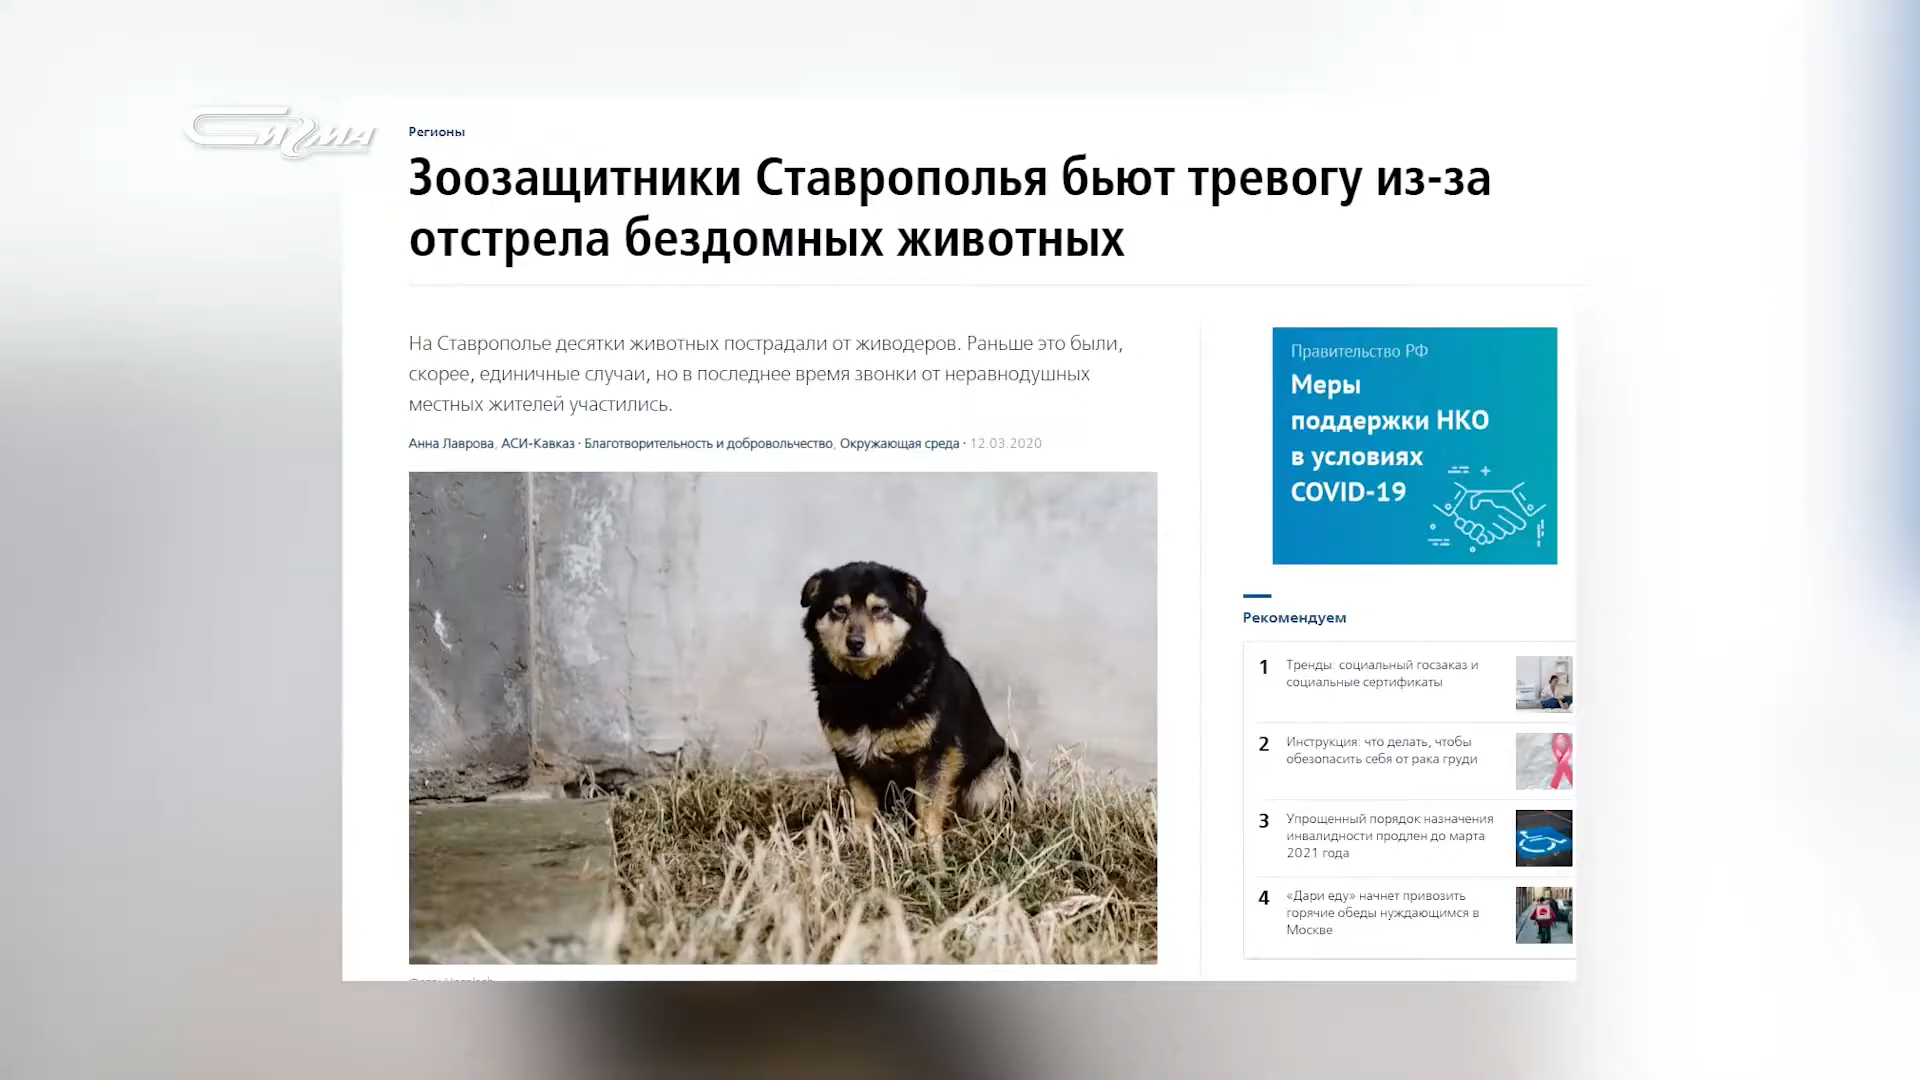 Сигма
Регионы
Зоозащитники Ставрополья бьют тревогу из-за
отстрела бездомных животных
На Ставрополье десятки животных пострадали от живодеров. Раньше это были,
скорее, единичные случаи, но в последнее время звонки от неравнодушных
местных жителей участились.
Анна Лаврова, АСИ-Кавказ · Благотворительность и добровольчество, Окружающая среда · 12.03.2020
Правительство РФ
Меры
поддержки НКО
в условиях
COVID-19
Рекомендуем
1 Тренды: социальный госзаказ и
социальные сертификаты
2 Инструкция: что делать, чтобы
обезопасить себя от рака груди
3 Упрощенный порядок назначения
инвалидности продлен до марта
2021 года
4 «Дари еду» начнет привозить
горячие обеды нуждающимся в
Москве